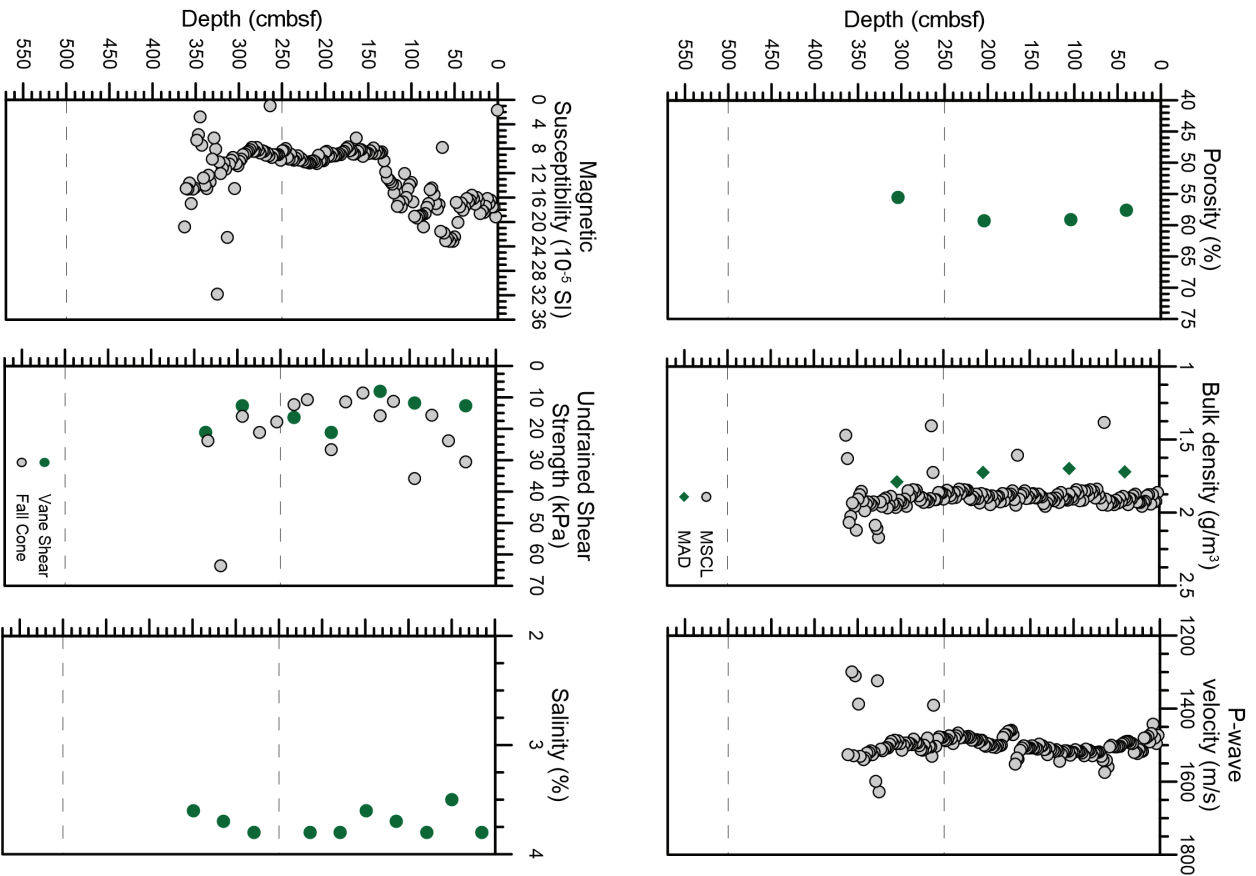 Porosity (%)
40 45 50 55 60 65 70 75
Bulk density (g/m³)
1 1.5 2 2.5
P-wave
velocity (m/s)
1200 1400 1600 1800
Depth (cmbsf)
0
50
100
150
200
250
300
350
400
450
500
550
MSCL
MAD
Magnetic
Susceptibility (10⁻⁵ SI)
0 4 8 12 16 20 24 28 32 36
Undrained Shear
Strength (kPa)
0 10 20 30 40 50 60 70
Salinity (%)
2 3 4
Depth (cmbsf)
0
50
100
150
200
250
300
350
400
450
500
550
Vane Shear
Fall Cone